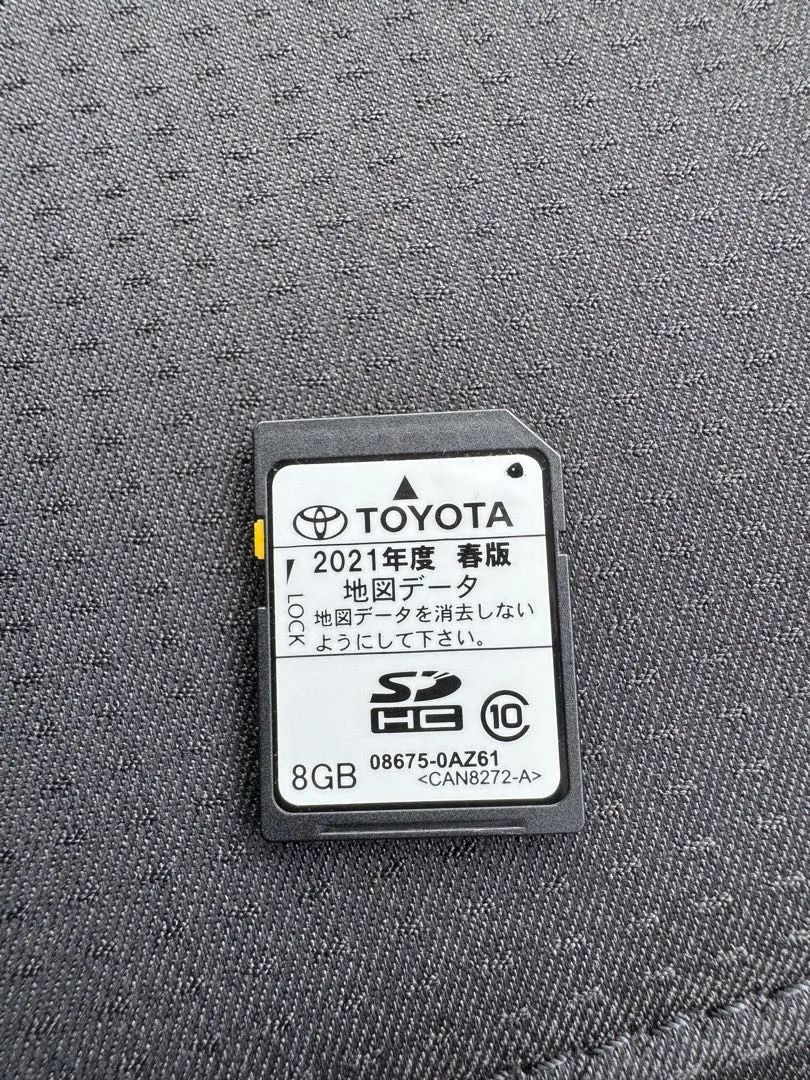 TOYOTA
2021年度 春版
地図データ
地図データを消去しない
ようにして下さい。
LOCK
SD
HC
10
8GB
08675-0AZ61
<CAN8272-A>